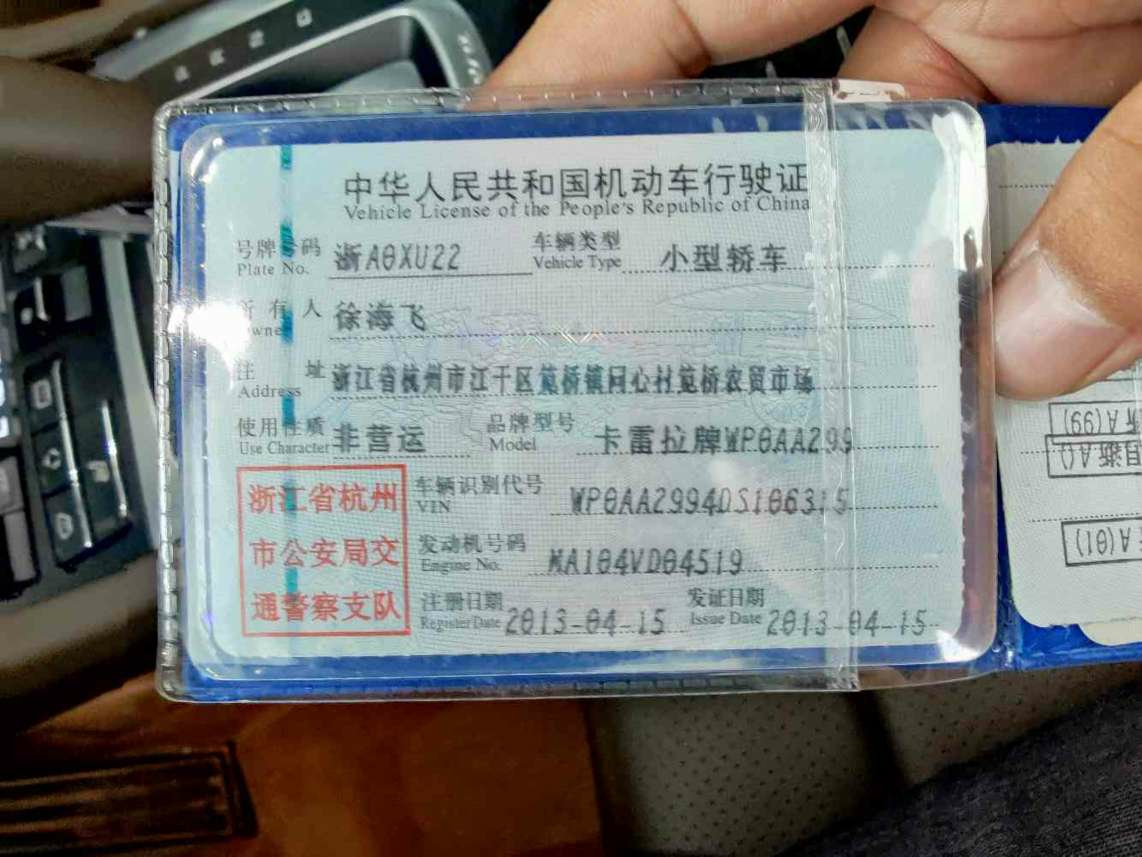 中华人民共和国机动车行驶证
Vehicle License of the People's Republic of China
号牌号码 浙A0XU22 车辆类型 小型轿车
Plate No. Vehicle Type
所有人 徐海飞
Owner
住址 浙江省杭州市江干区笕桥镇同心村笕桥农贸市场
Address
使用性质 非营运 品牌型号 卡雷拉牌WP0AA299
Use Character Model
浙江省杭州
市公安局交
通警察支队
车辆识别代号 WP0AA2994DS106315
VIN
发动机号码 MA104VD04519
Engine No.
注册日期 2013-04-15 发证日期 2013-04-15
Register Date Issue Date